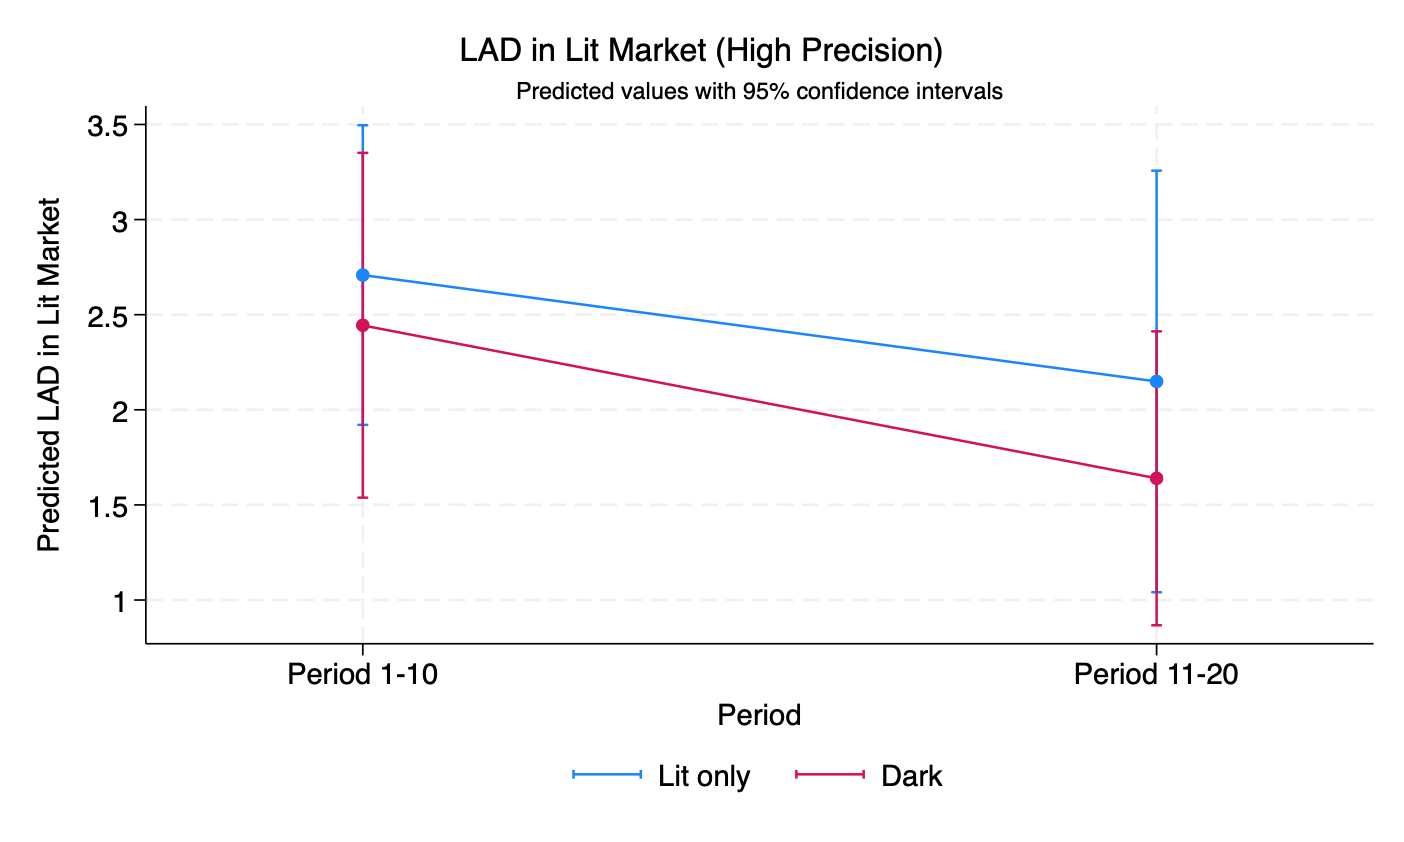 LAD in Lit Market (High Precision)
Predicted values with 95% confidence intervals
Predicted LAD in Lit Market
3.5
3
2.5
2
1.5
1
Period 1-10
Period 11-20
Period
Lit only
Dark